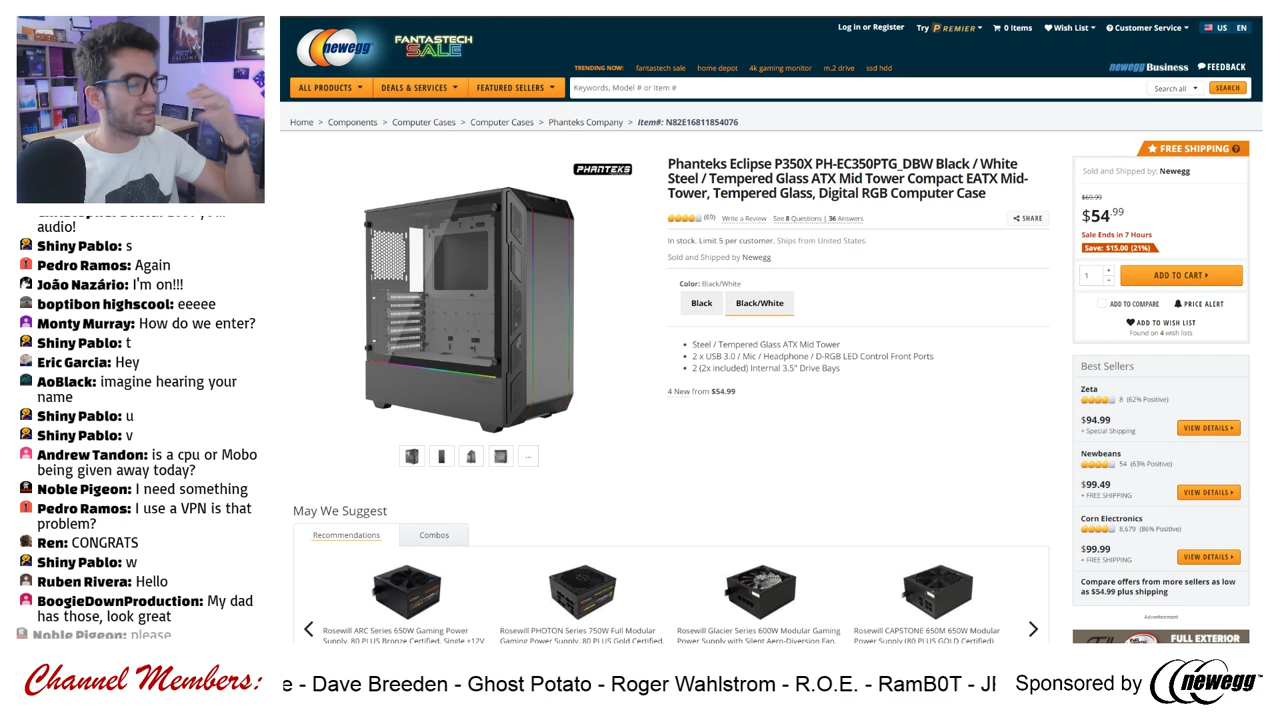 newegg
FANTASTECH
SALE
Log in or Register
Try PREMIER
0 Items
Wish List
Customer Service
US
EN
TRENDING NOW:
fantastech sale
home depot
4k gaming monitor
m.2 drive
ssd hdd
newegg Business
FEEDBACK
ALL PRODUCTS
DEALS & SERVICES
FEATURED SELLERS
Keywords, Model # or Item #
Search all
SEARCH
Home > Components > Computer Cases > Computer Cases > Phanteks Company > Item#: N82E16811854076
PHANTEKS
Phanteks Eclipse P350X PH-EC350PTG_DBW Black / White
Steel / Tempered Glass ATX Mid Tower Compact EATX Mid-
Tower, Tempered Glass, Digital RGB Computer Case
(69)
Write a Review
See 8 Questions | 36 Answers
SHARE
In stock. Limit 5 per customer. Ships from United States.
Sold and Shipped by Newegg
Color: Black/White
Black
Black/White
• Steel / Tempered Glass ATX Mid Tower
• 2 x USB 3.0 / Mic / Headphone / D-RGB LED Control Front Ports
• 2 (2x included) Internal 3.5" Drive Bays
4 New from $54.99
...
FREE SHIPPING
Sold and Shipped by: Newegg
$69.99
$54.99
Sale Ends in 7 Hours
Save: $15.00 (21%)
1
ADD TO CART
ADD TO COMPARE
PRICE ALERT
ADD TO WISH LIST
Found on 4 wish lists
Best Sellers
Zeta
8 (62% Positive)
$94.99
+ Special Shipping
VIEW DETAILS
Newbeans
54 (63% Positive)
$99.49
+ FREE SHIPPING
VIEW DETAILS
Corn Electronics
8,679 (86% Positive)
$99.99
+ FREE SHIPPING
VIEW DETAILS
Compare offers from more sellers as low
as $54.99 plus shipping
Advertisement
FULL EXTERIOR
May We Suggest
Recommendations
Combos
Rosewill ARC Series 650W Gaming Power
Supply, 80 PLUS Bronze Certified, Single +12V
Rosewill PHOTON Series 750W Full Modular
Gaming Power Supply, 80 PLUS Gold Certified,
Rosewill Glacier Series 600W Modular Gaming
Power Supply with Silent Aero-Diversion Fan,
Rosewill CAPSTONE 650M 650W Modular
Power Supply (80 PLUS GOLD Certified)
audio!
Shiny Pablo: s
Pedro Ramos: Again
João Nazário: I'm on!!!
boptibon highscool: eeeee
Monty Murray: How do we enter?
Shiny Pablo: t
Eric Garcia: Hey
AoBlack: imagine hearing your
name
Shiny Pablo: u
Shiny Pablo: v
Andrew Tandon: is a cpu or Mobo
being given away today?
Noble Pigeon: I need something
Pedro Ramos: I use a VPN is that
problem?
Ren: CONGRATS
Shiny Pablo: w
Ruben Rivera: Hello
BoogieDownProduction: My dad
has those, look great
Noble Pigeon: please
Channel Members:
e - Dave Breeden - Ghost Potato - Roger Wahlstrom - R.O.E. - RamB0T -
Sponsored by newegg